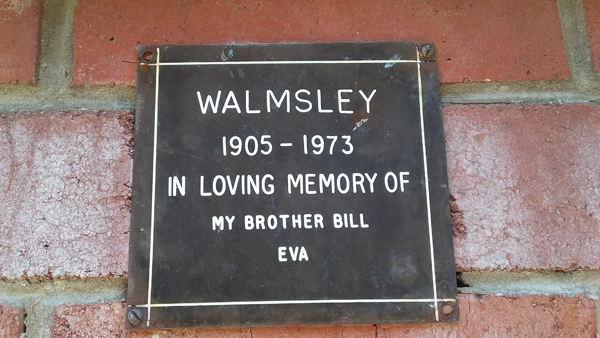 WALMSLEY
1905 - 1973
IN LOVING MEMORY OF
MY BROTHER BILL
EVA